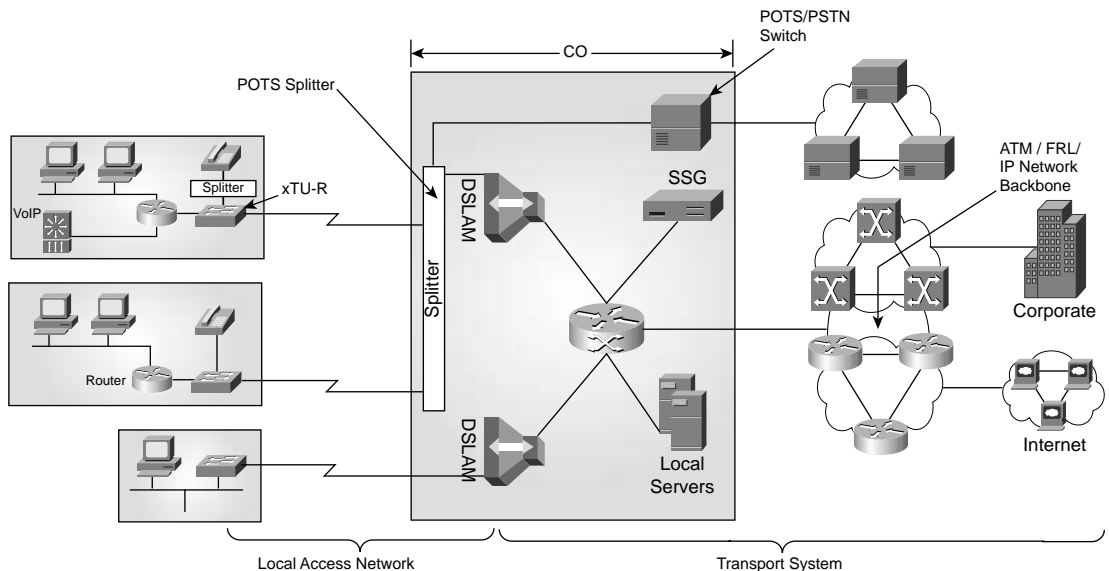 CO
POTS/PSTN
Switch
POTS Splitter
ATM / FRL/
IP Network
Backbone
Splitter
xTU-R
VoIP
DSLAM
SSG
Splitter
Corporate
Router
DSLAM
Local
Servers
Internet
Local Access Network
Transport System